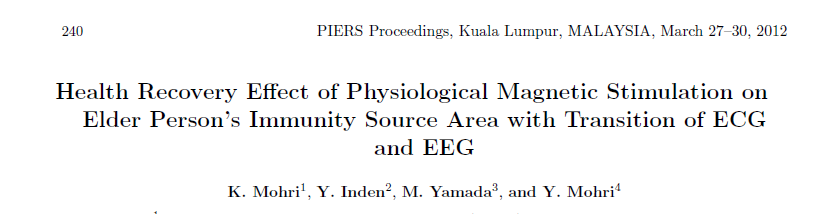 240
PIERS Proceedings, Kuala Lumpur, MALAYSIA, March 27–30, 2012
Health Recovery Effect of Physiological Magnetic Stimulation on
Elder Person's Immunity Source Area with Transition of ECG
and EEG
K. Mohri¹, Y. Inden², M. Yamada³, and Y. Mohri⁴